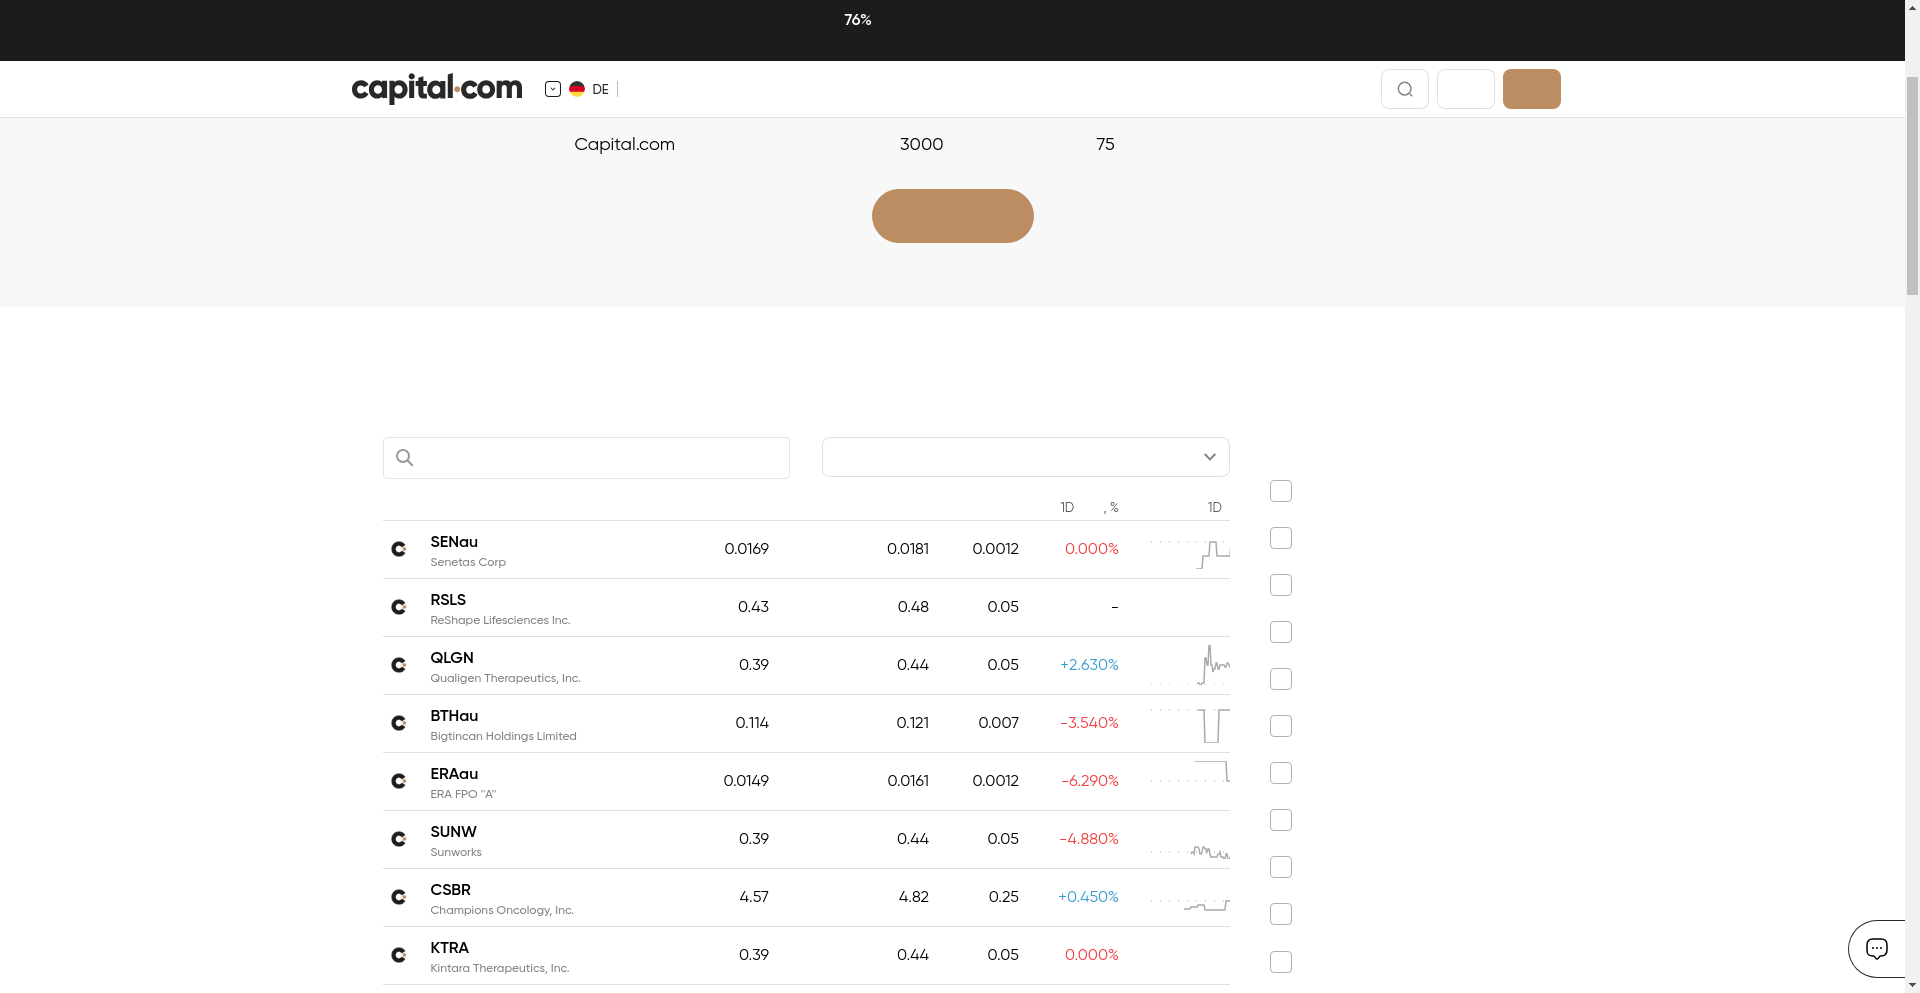 76%
capital.com
DE
Capital.com 3000 75
1D , % 1D
SENau
Senetas Corp
0.0169 0.0181 0.0012 0.000%
RSLS
ReShape Lifesciences Inc.
0.43 0.48 0.05 -
QLGN
Qualigen Therapeutics, Inc.
0.39 0.44 0.05 +2.630%
BTHau
Bigtincan Holdings Limited
0.114 0.121 0.007 -3.540%
ERAau
ERA FPO "A"
0.0149 0.0161 0.0012 -6.290%
SUNW
Sunworks
0.39 0.44 0.05 -4.880%
CSBR
Champions Oncology, Inc.
4.57 4.82 0.25 +0.450%
KTRA
Kintara Therapeutics, Inc.
0.39 0.44 0.05 0.000%